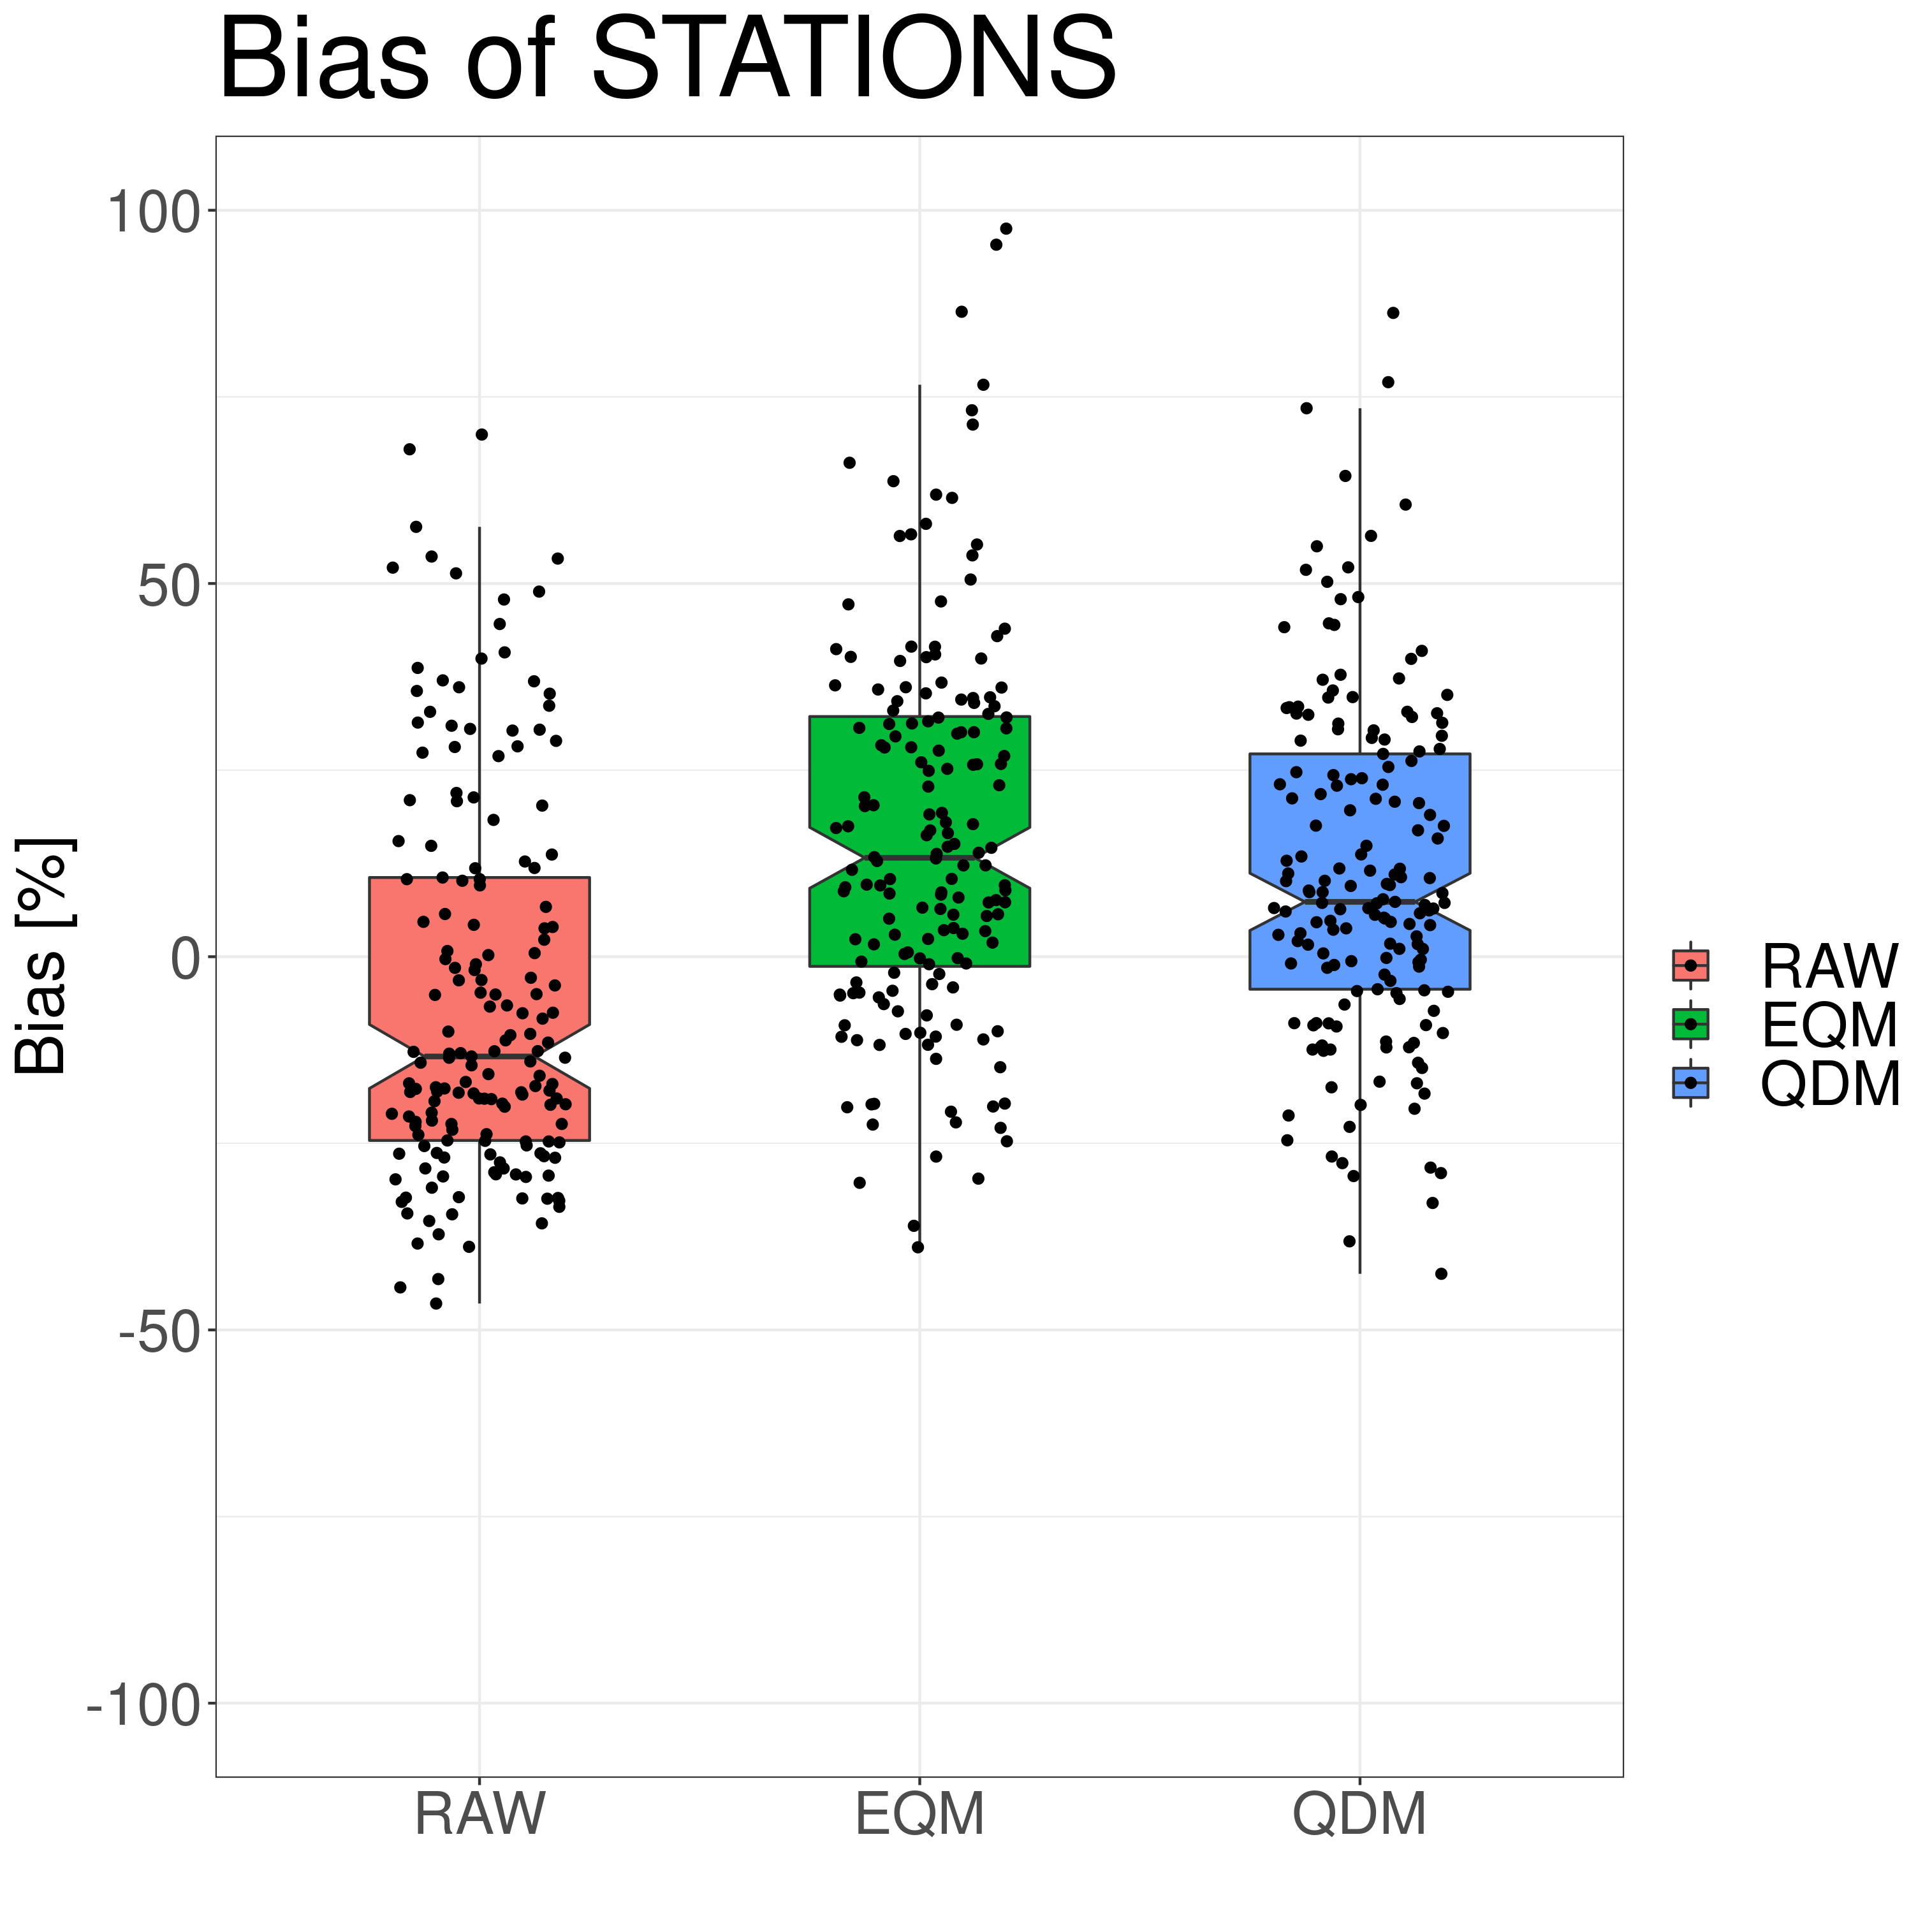 Bias of STATIONS
Bias [%]
100
50
0
-50
-100
RAW
EQM
QDM
RAW
EQM
QDM